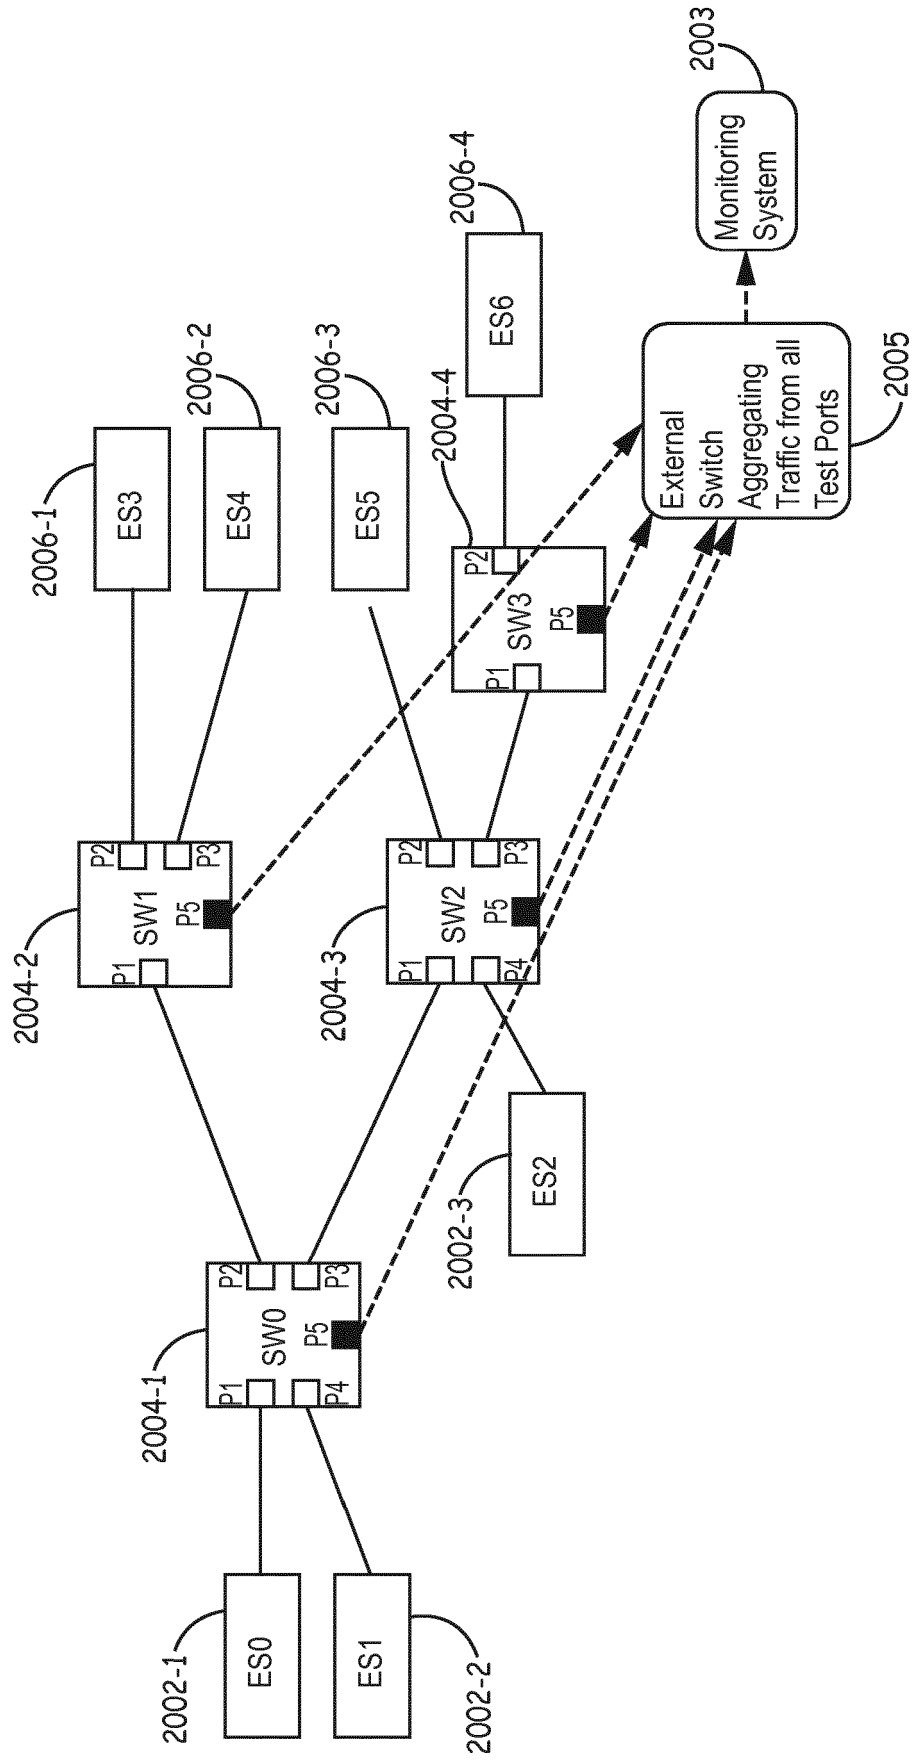 2002-1
ES0
ES1
2002-2
2004-1
P1
P2
SW0
P5
P4
P3
2004-2
P1
P2
SW1
P5
P3
2006-1
ES3
2006-2
ES4
2004-3
P1
P2
SW2
P5
P4
P3
2006-3
ES5
2002-3
ES2
2004-4
P1
P2
SW3
P5
2006-4
ES6
External
Switch
Aggregating
Traffic from all
Test Ports
2005
Monitoring
System
2003